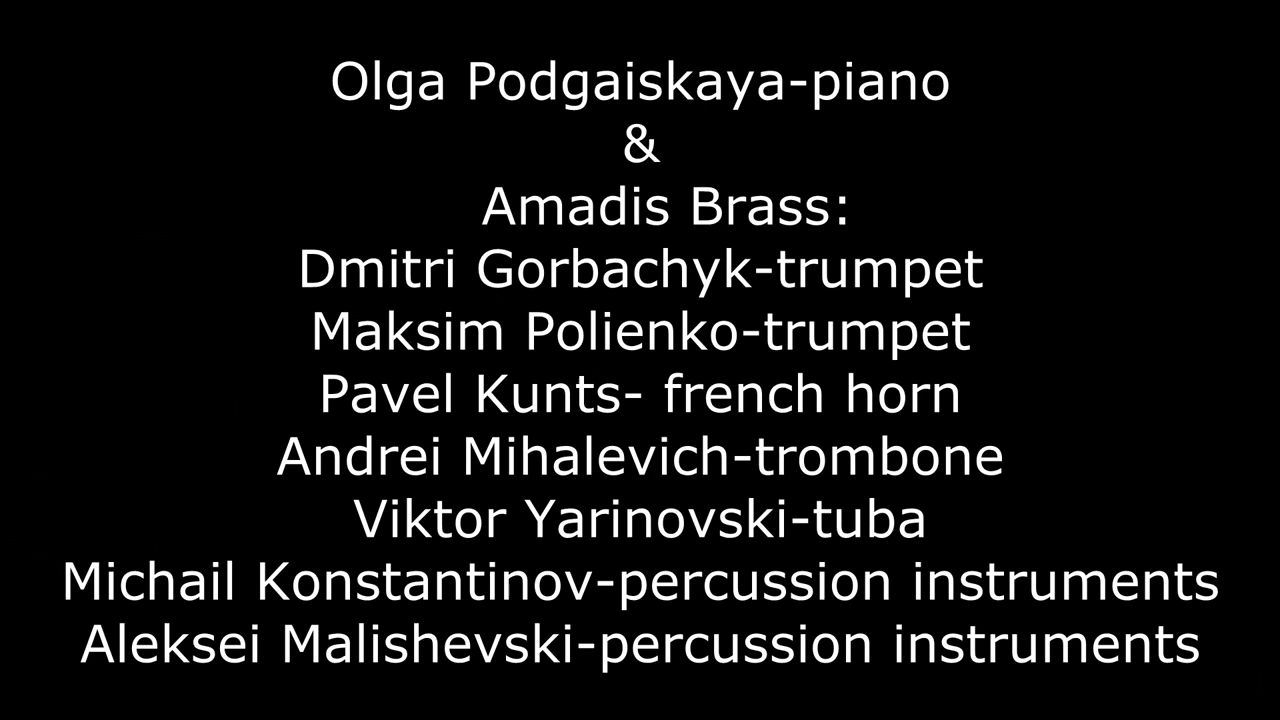 Olga Podgaiskaya-piano
&
Amadis Brass:
Dmitri Gorbachyk-trumpet
Maksim Polienko-trumpet
Pavel Kunts- french horn
Andrei Mihalevich-trombone
Viktor Yarinovski-tuba
Michail Konstantinov-percussion instruments
Aleksei Malishevski-percussion instruments